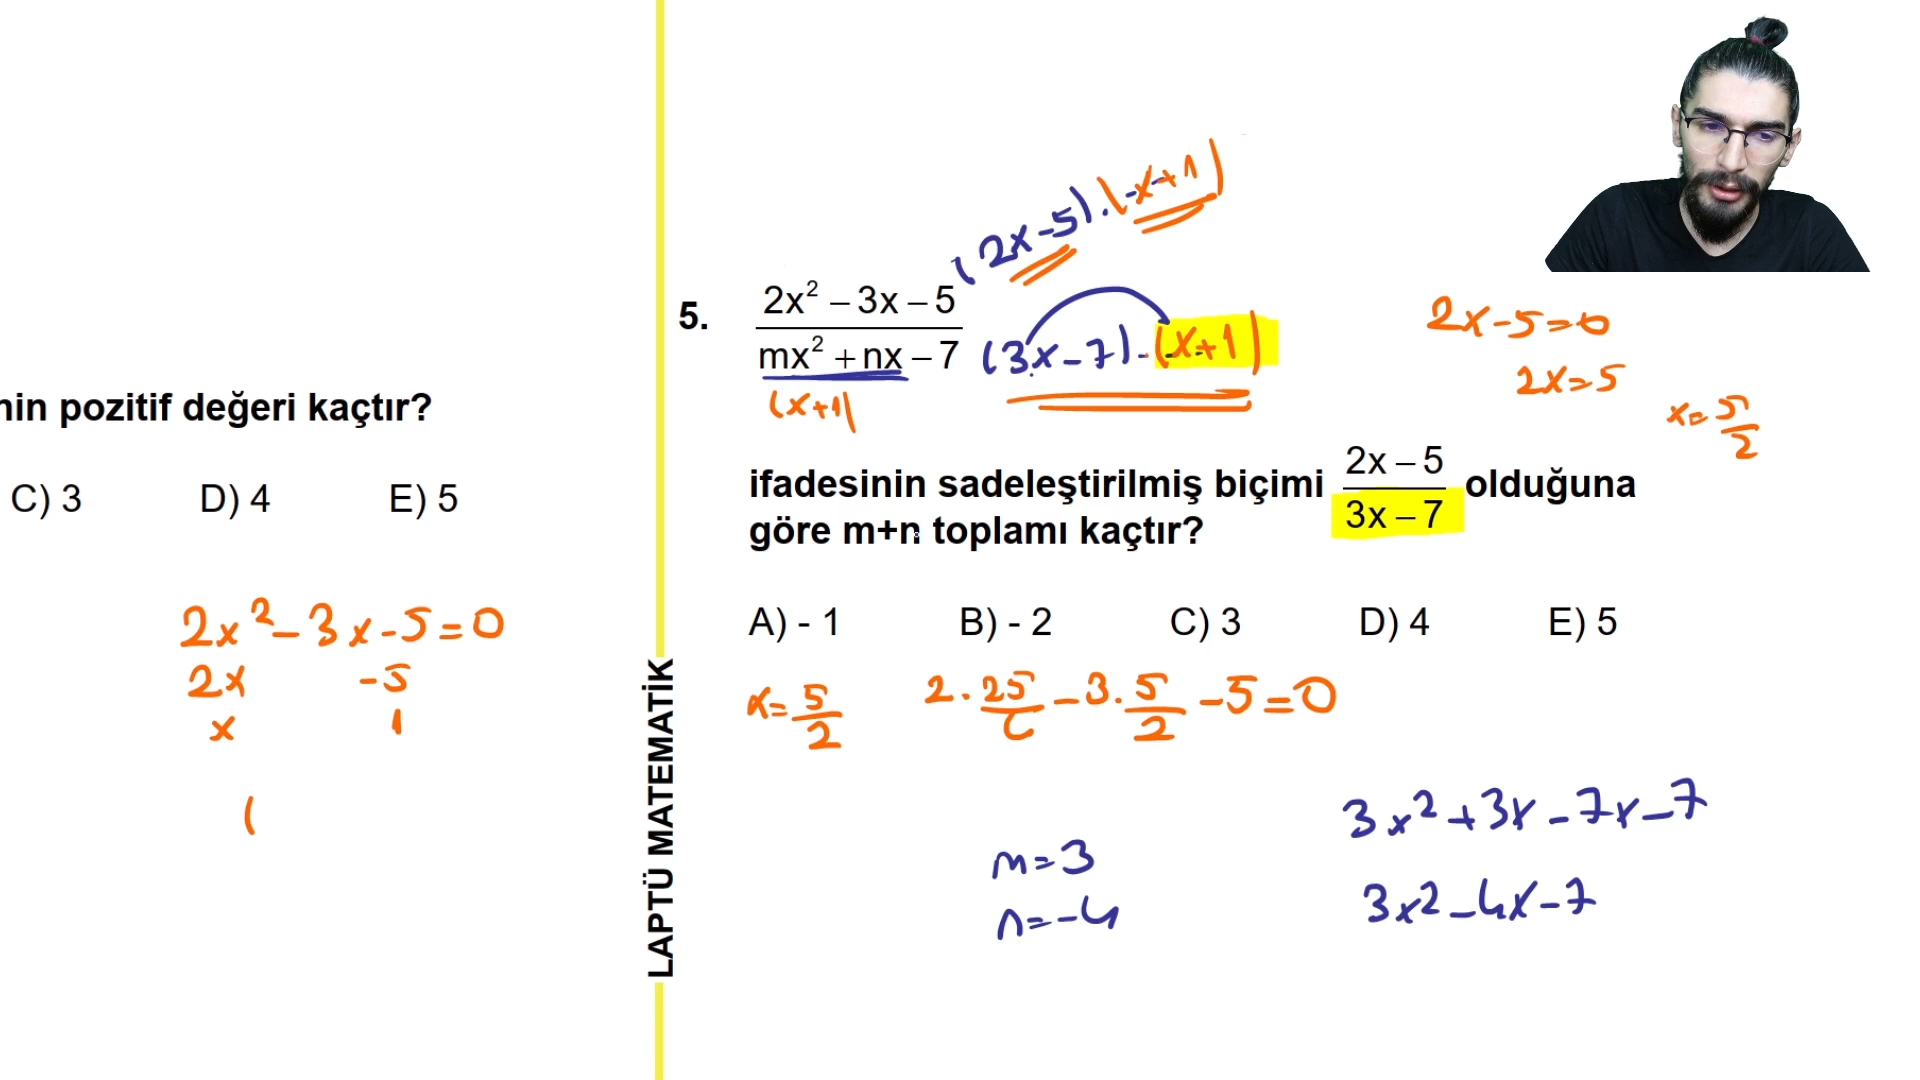 nin pozitif değeri kaçtır?
C) 3 D) 4 E) 5
2x² - 3x - 5 = 0
2x -5
x 1
(
LAPTÜ MATEMATİK
5.
2x² – 3x – 5
(2x-5).(x+1)
mx² + nx – 7
(3x-7).(x+1)
(x+1)
2x-5=0
2x=5
x=5/2
ifadesinin sadeleştirilmiş biçimi 2x – 5 / 3x – 7 olduğuna
göre m+n toplamı kaçtır?
A) - 1 B) - 2 C) 3 D) 4 E) 5
x=5/2 2.25/4-3.5/2-5=0
3x²+3x-7x-7
3x²-4x-7
m=3
n=-4